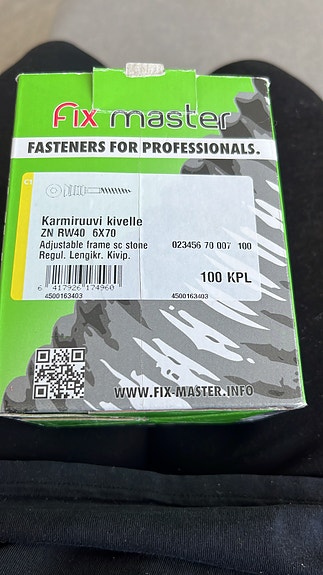 Fix master
FASTENERS FOR PROFESSIONALS.
Karmiruuvi kivelle
ZN RW40 6X70
Adjustable frame sc stone 023456 70 007 100
Regul. Lengikr. Kivip.
100 KPL
6 417926 174960
4500163403 4500163403
WWW.FIX-MASTER.INFO